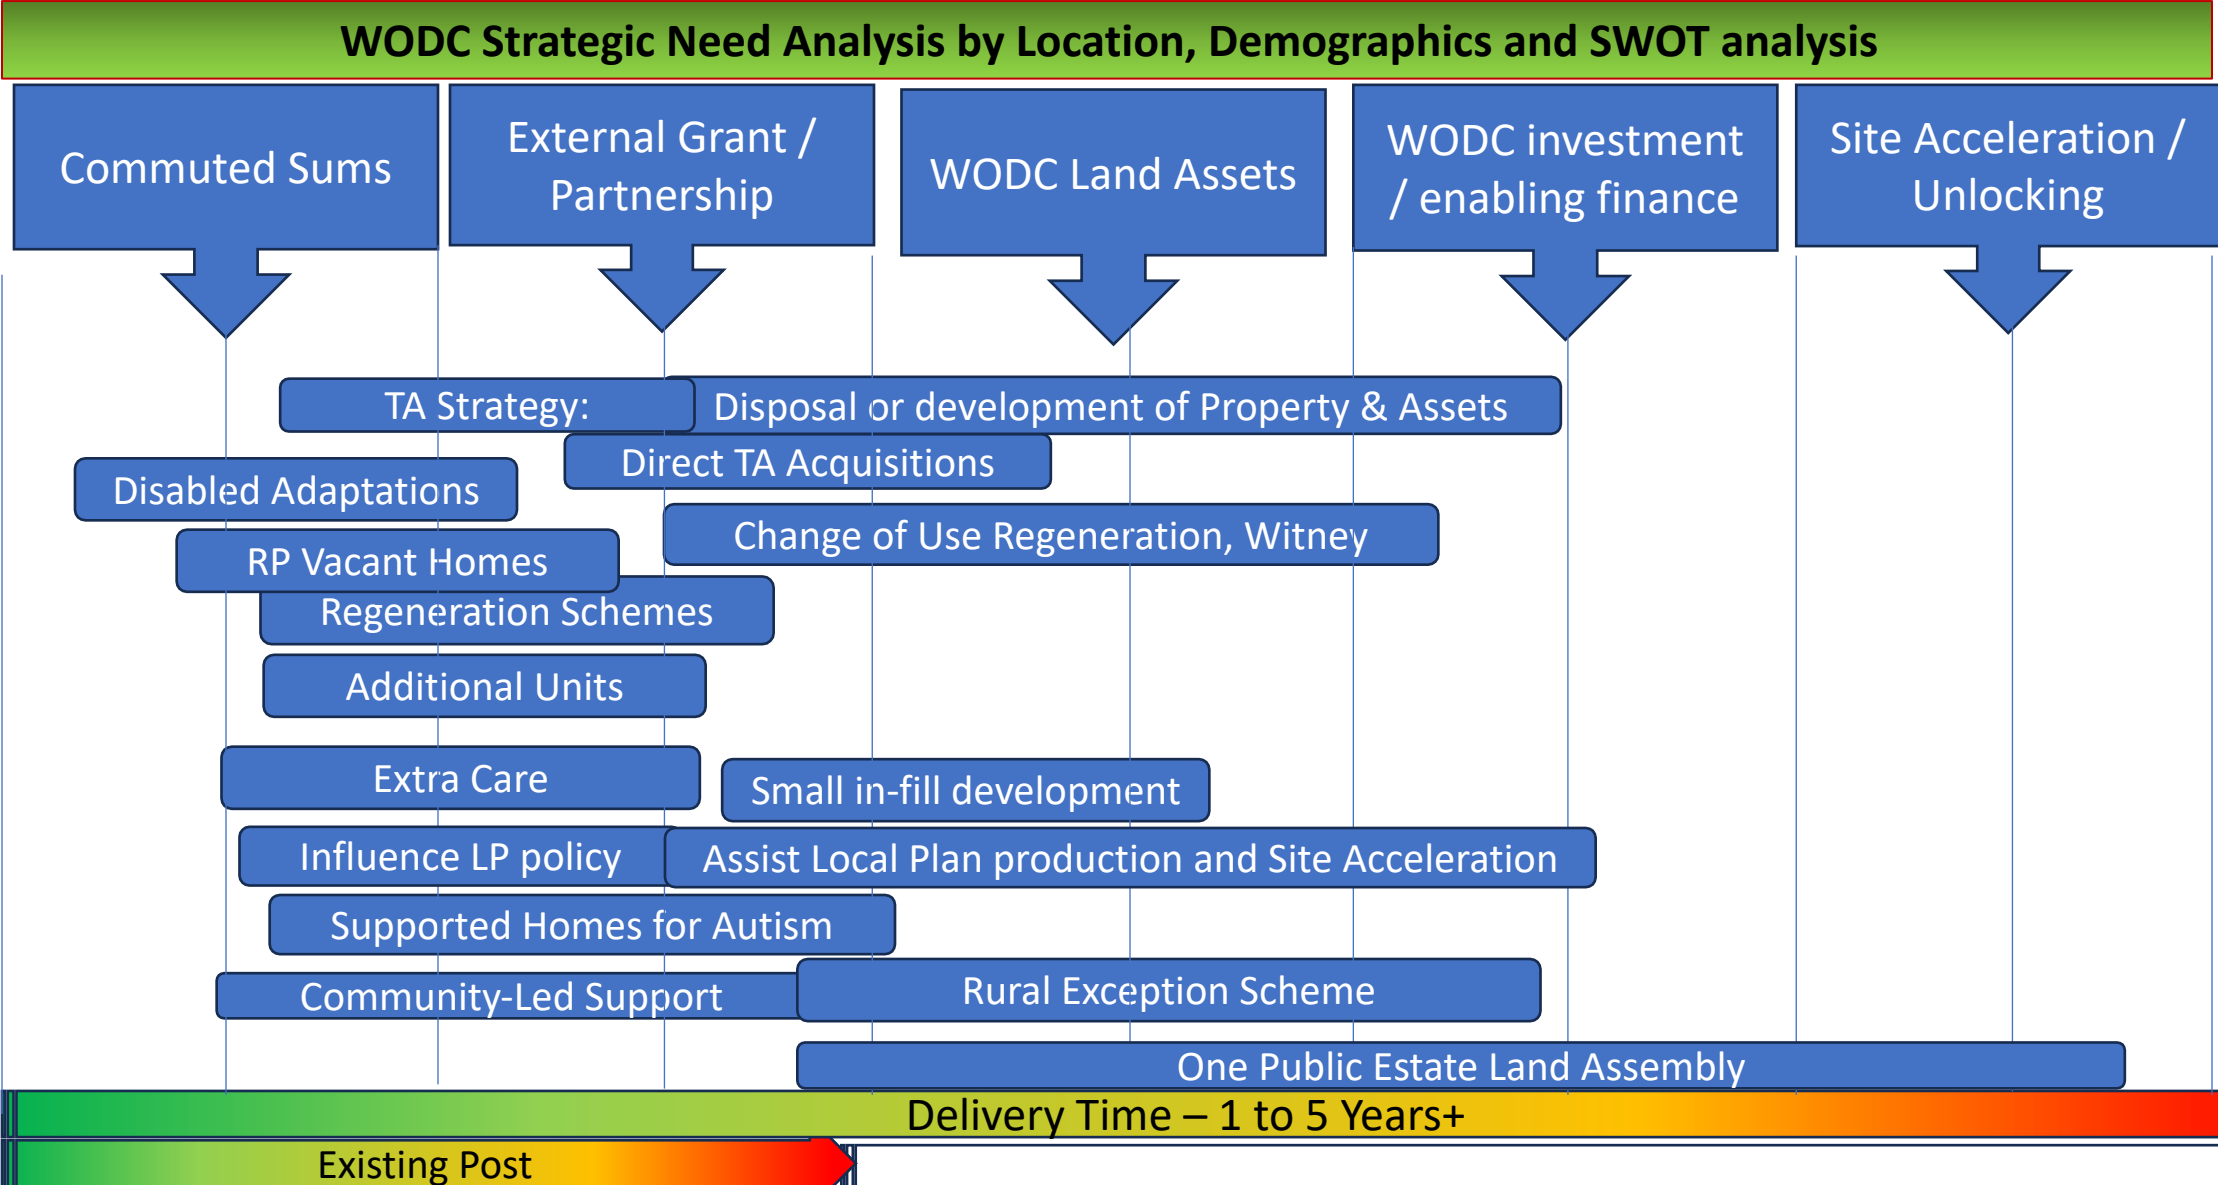 WODC Strategic Need Analysis by Location, Demographics and SWOT analysis
Commuted Sums
External Grant /
Partnership
WODC Land Assets
WODC investment
/ enabling finance
Site Acceleration /
Unlocking
TA Strategy:
Disposal or development of Property & Assets
Direct TA Acquisitions
Disabled Adaptations
Change of Use Regeneration, Witney
RP Vacant Homes
Regeneration Schemes
Additional Units
Extra Care
Small in-fill development
Influence LP policy
Assist Local Plan production and Site Acceleration
Supported Homes for Autism
Community-Led Support
Rural Exception Scheme
One Public Estate Land Assembly
Delivery Time – 1 to 5 Years+
Existing Post